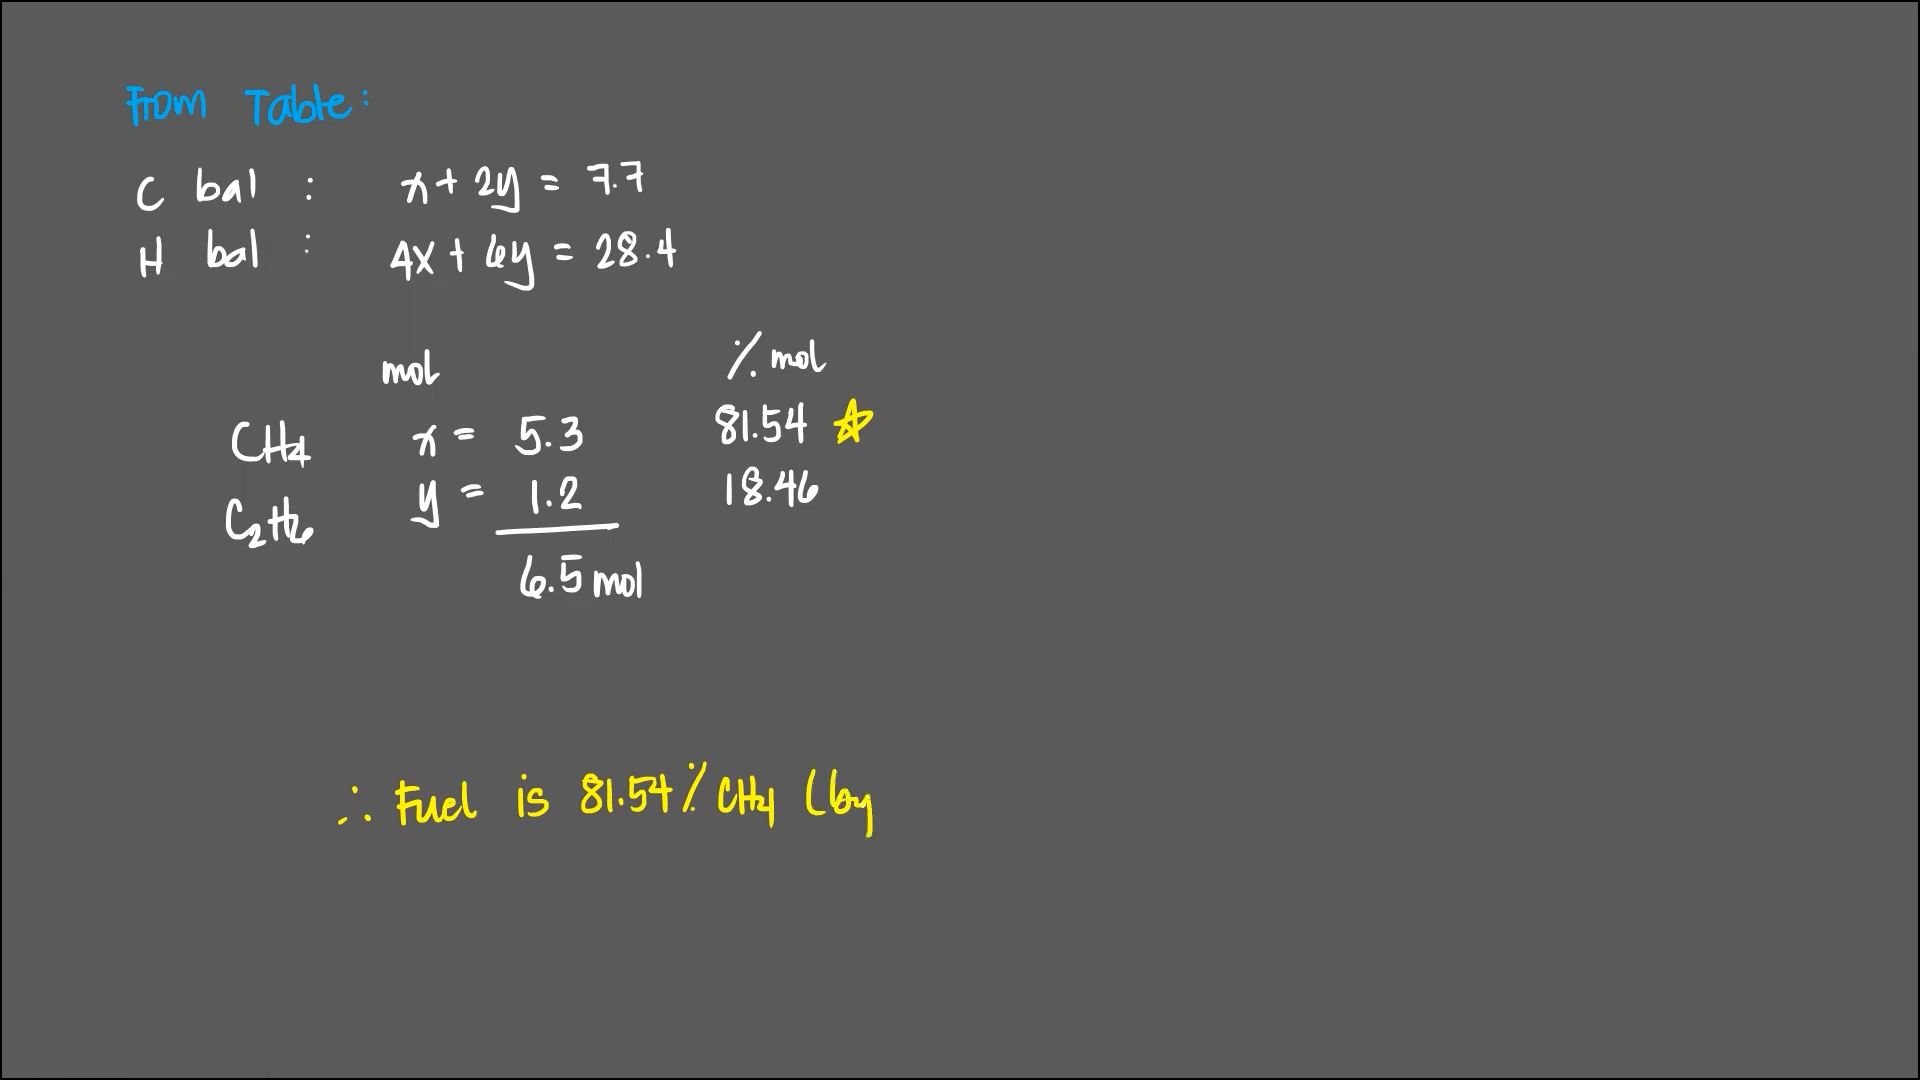 From Table:
C bal : x + 2y = 7.7
H bal : 4x + 6y = 28.4
mol % mol
CH4 x = 5.3 81.54
C2H6 y = 1.2 18.46
6.5 mol
∴ Fuel is 81.54% CH4 (by